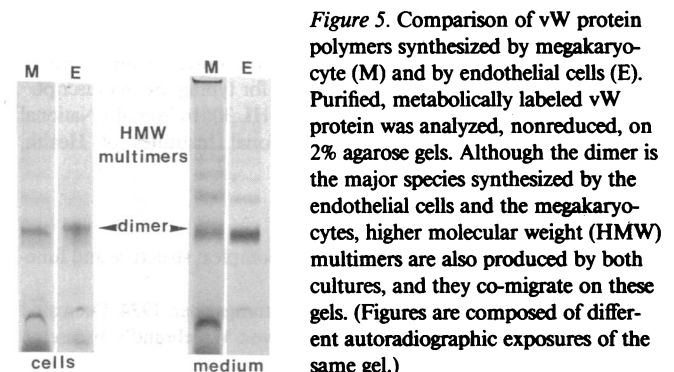 M E
M E
HMW
multimers
◄dimer►
cells
medium
Figure 5. Comparison of vW protein
polymers synthesized by megakaryo-
cyte (M) and by endothelial cells (E).
Purified, metabolically labeled vW
protein was analyzed, nonreduced, on
2% agarose gels. Although the dimer is
the major species synthesized by the
endothelial cells and the megakaryo-
cytes, higher molecular weight (HMW)
multimers are also produced by both
cultures, and they co-migrate on these
gels. (Figures are composed of differ-
ent autoradiographic exposures of the
same gel.)